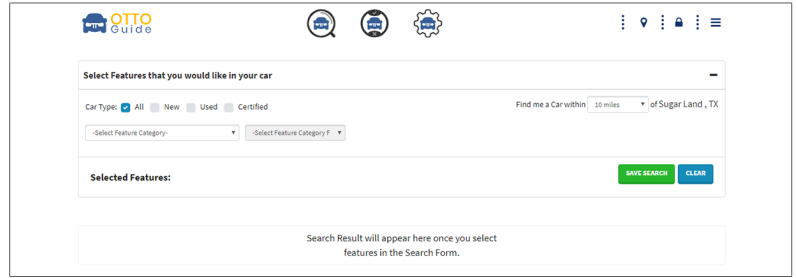 OTTO
Guide
Select Features that you would like in your car
Car Type: All New Used Certified
Find me a Car within 10 miles of Sugar Land , TX
-Select Feature Category- -Select Feature Category F
Selected Features:
SAVE SEARCH CLEAR
Search Result will appear here once you select
features in the Search Form.